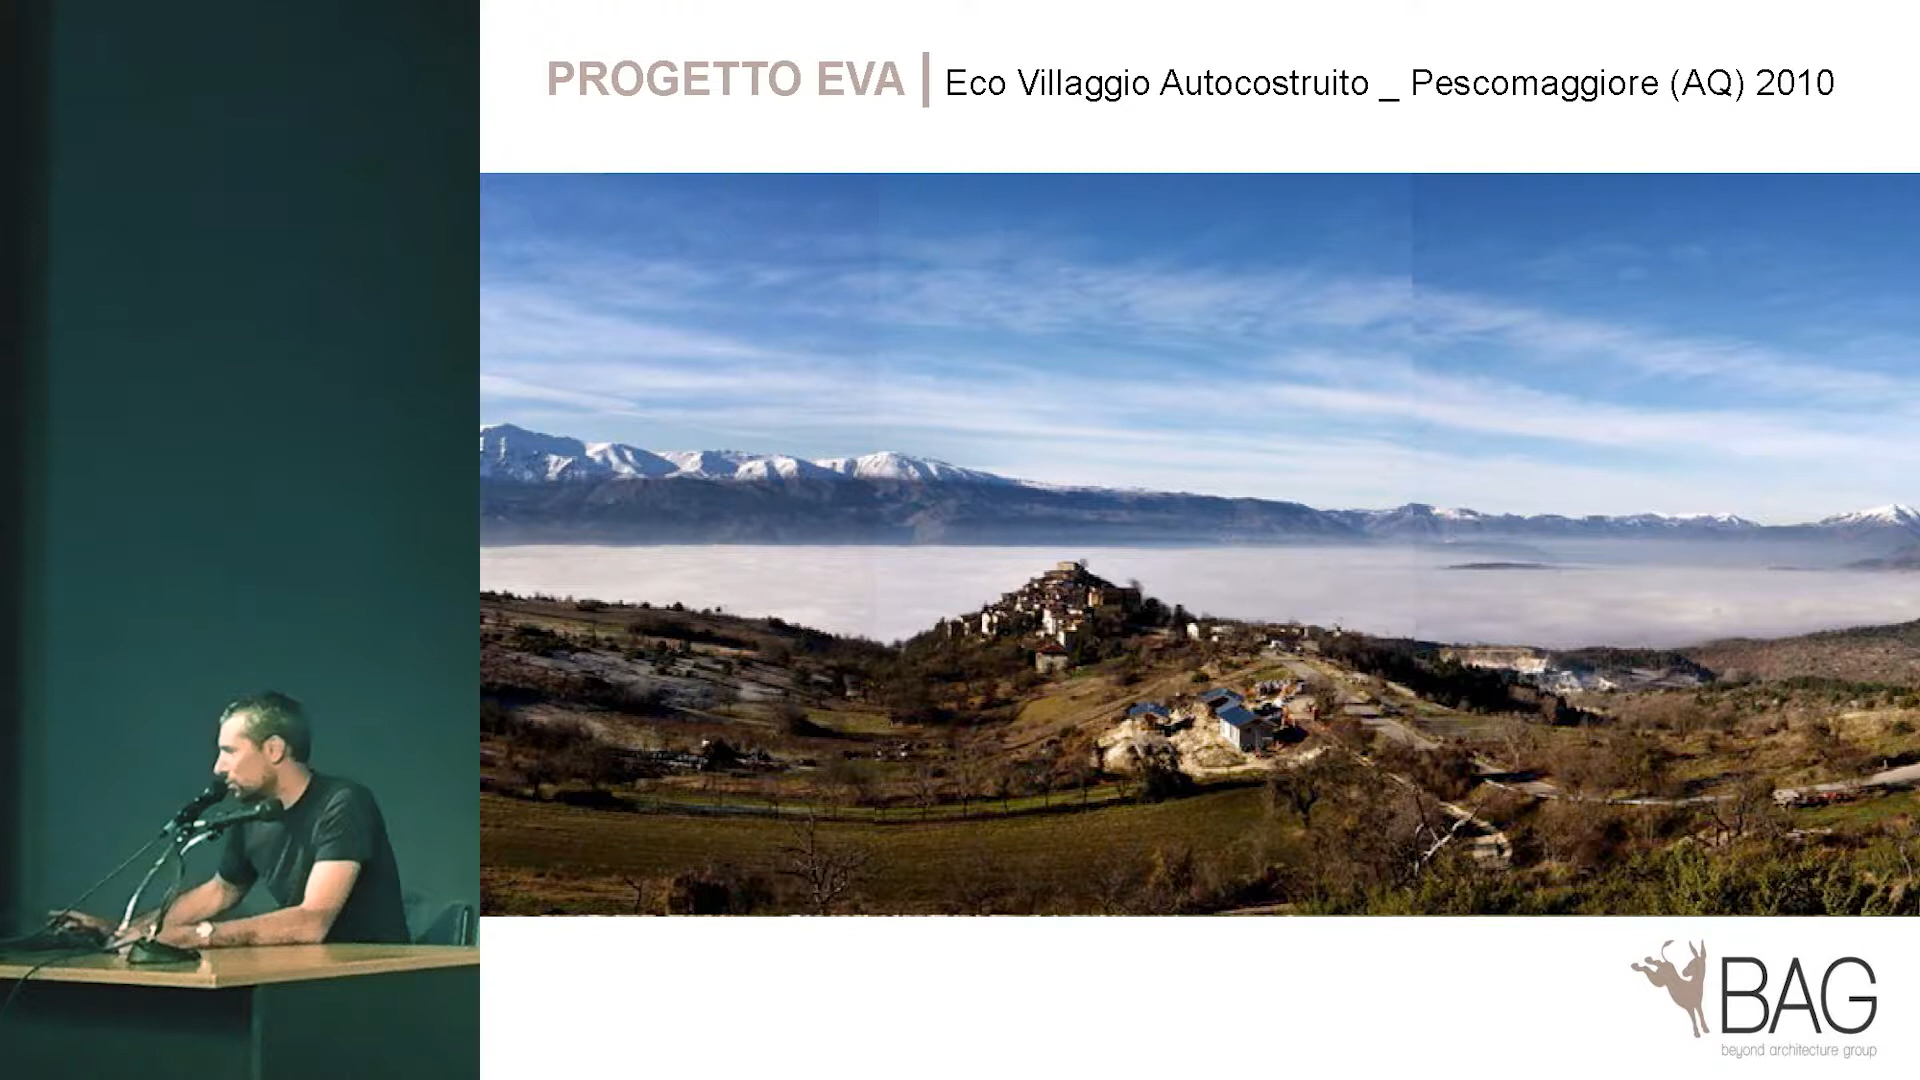 PROGETTO EVA | Eco Villaggio Autocostruito _ Pescomaggiore (AQ) 2010
BAG
beyond architecture group